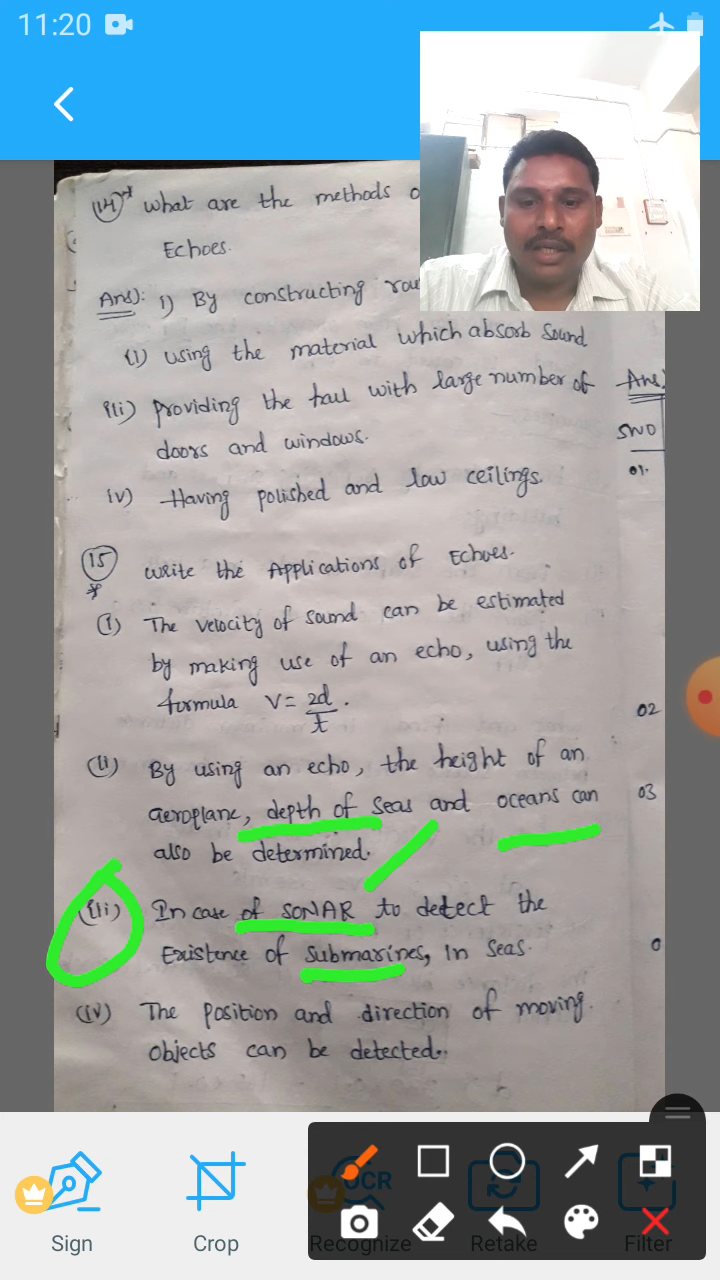 11:20
14 * What are the methods
Echoes.
Ans): i) By constructing
(i) using the material which absorb sound
(iii) providing the hall with large number of
doors and windows.
iv) Having polished and low ceilings.
Ans:
SNO
01.
15 * Write the Applications of Echoes.
(i) The velocity of sound can be estimated
by making use of an echo, using the
formula V = 2d/t.
02
(ii) By using an echo, the height of an
aeroplane, depth of seas and oceans can
03
also be determined.
(iii) In case of SONAR to detect the
Existence of Submarines, in seas.
0
(iv) The position and direction of moving
objects can be detected.
Sign
Crop
Recognize
Retake
Filter
OCR